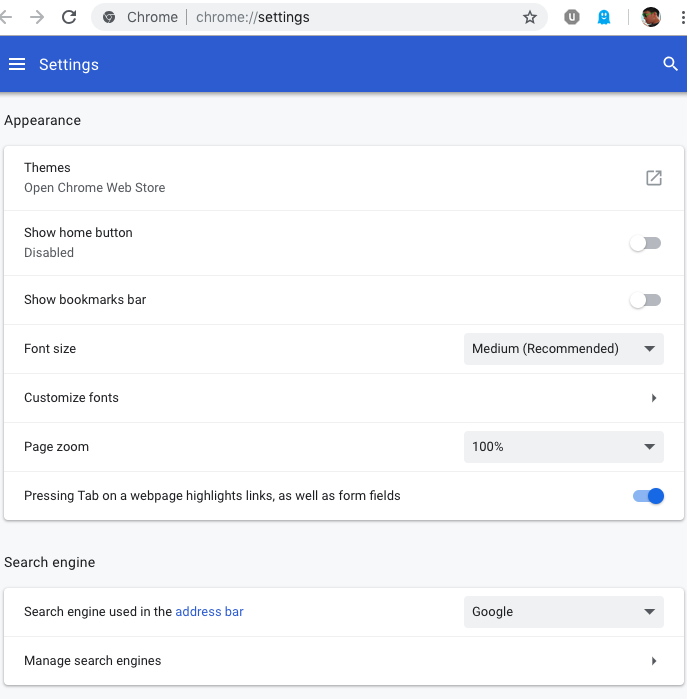 Chrome | chrome://settings
Settings
Appearance
Themes
Open Chrome Web Store
Show home button
Disabled
Show bookmarks bar
Font size Medium (Recommended)
Customize fonts
Page zoom 100%
Pressing Tab on a webpage highlights links, as well as form fields
Search engine
Search engine used in the address bar Google
Manage search engines